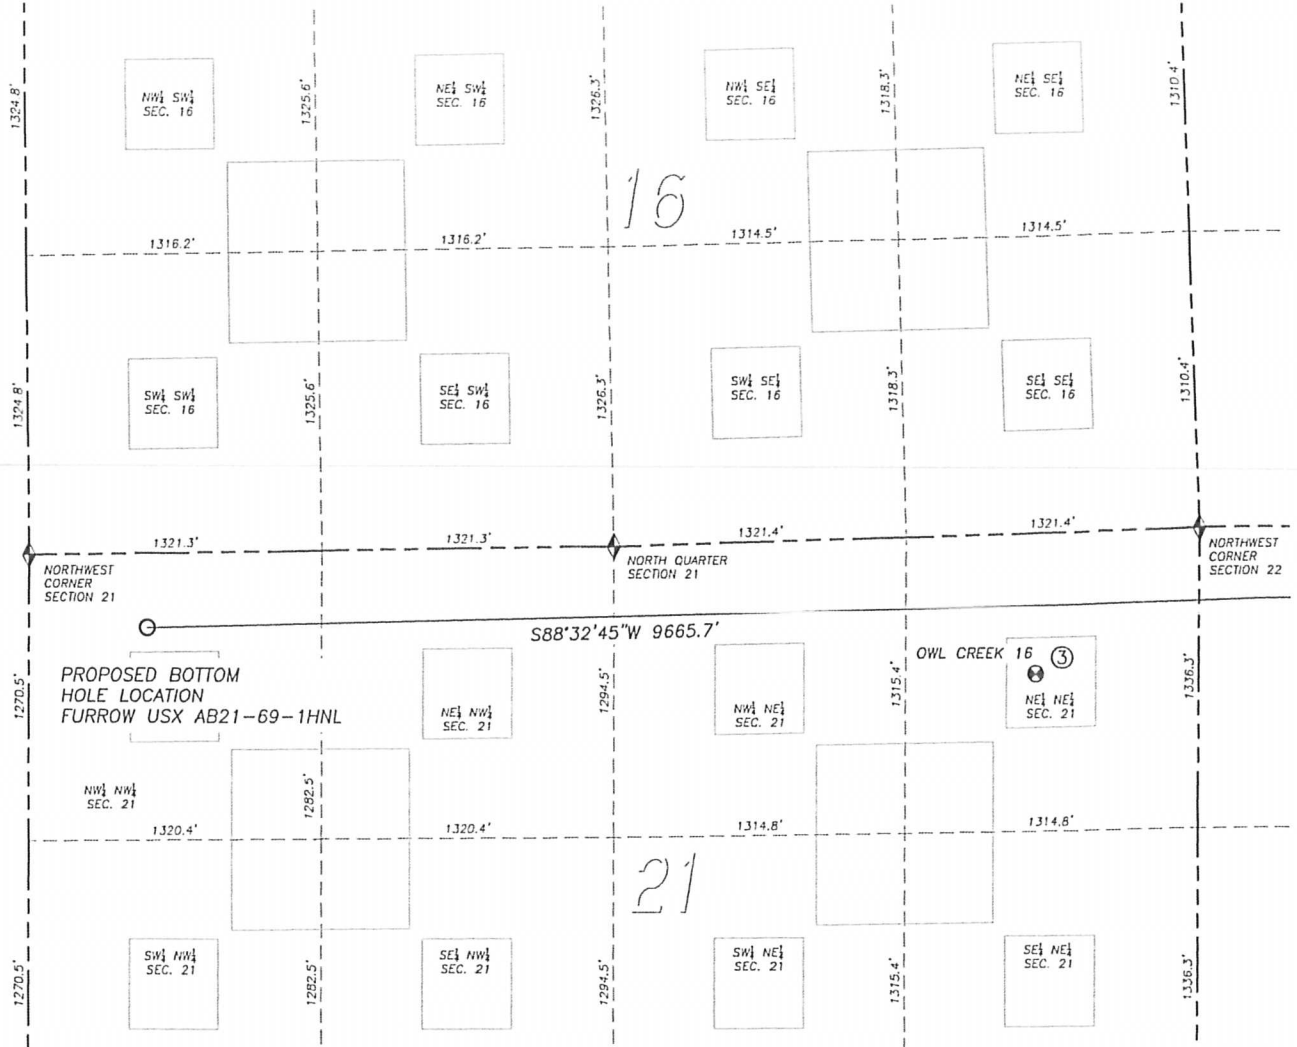 1324.8'
NW¼ SW¼
SEC. 16
1325.6'
NE¼ SW¼
SEC. 16
1326.3'
NW¼ SE¼
SEC. 16
1318.3'
NE¼ SE¼
SEC. 16
1310.4'
16
1316.2'
1316.2'
1314.5'
1314.5'
1324.8'
SW¼ SW¼
SEC. 16
1325.6'
SE¼ SW¼
SEC. 16
1326.3'
SW¼ SE¼
SEC. 16
1318.3'
SE¼ SE¼
SEC. 16
1310.4'
1321.3'
1321.3'
1321.4'
1321.4'
NORTHWEST
CORNER
SECTION 21
NORTH QUARTER
SECTION 21
NORTHWEST
CORNER
SECTION 22
S88°32'45"W 9665.7'
PROPOSED BOTTOM
HOLE LOCATION
FURROW USX AB21-69-1HNL
OWL CREEK 16 ③
1270.5'
NE¼ NW¼
SEC. 21
1294.5'
NW¼ NE¼
SEC. 21
1315.4'
NE¼ NE¼
SEC. 21
1336.3'
NW¼ NW¼
SEC. 21
1282.5'
1320.4'
1320.4'
1314.8'
1314.8'
21
1270.5'
SW¼ NW¼
SEC. 21
1282.5'
SE¼ NW¼
SEC. 21
1294.5'
SW¼ NE¼
SEC. 21
1315.4'
SE¼ NE¼
SEC. 21
1336.3'